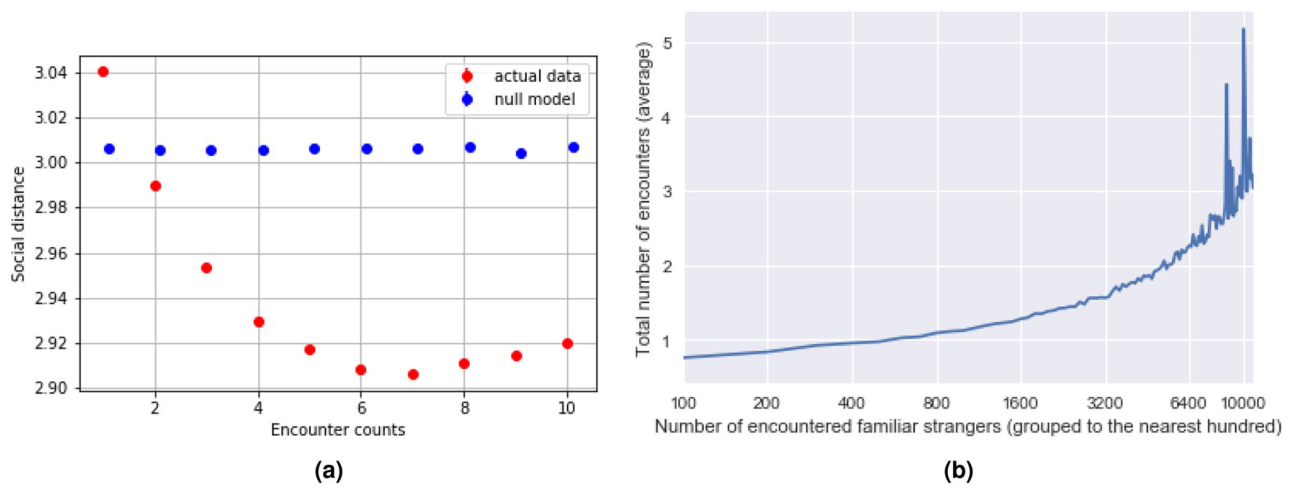 3.04
3.02
3.00
2.98
2.96
2.94
2.92
2.90
Social distance
actual data
null model
2 4 6 8 10
Encounter counts
(a)
5
4
3
2
1
Total number of encounters (average)
100 200 400 800 1600 3200 6400 10000
Number of encountered familiar strangers (grouped to the nearest hundred)
(b)